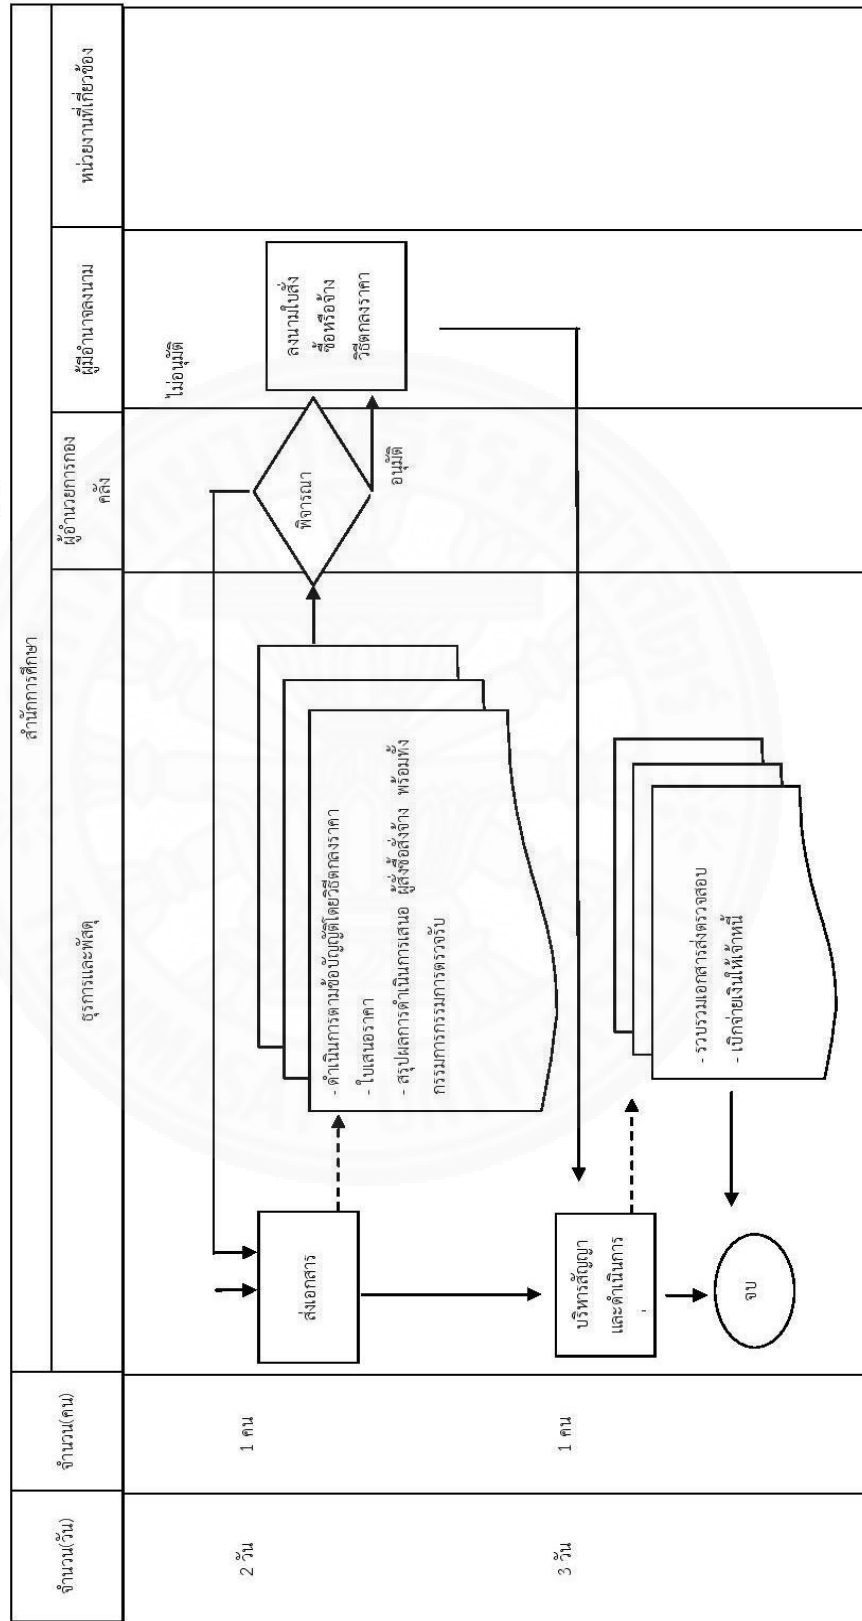 สำนักการศึกษา
จำนวน(วัน)
จำนวน(คน)
ธุรการและพัสดุ
ผู้อำนวยการกอง
คลัง
ผู้มีอำนาจลงนาม
หน่วยงานที่เกี่ยวข้อง
ไม่อนุมัติ
2 วัน
1 คน
ส่งเอกสาร
- ดำเนินการตามข้อบัญญัติโดยวิธีตกลงราคา
- ใบเสนอราคา
- สรุปผลการดำเนินการเสนอ ผู้สั่งซื้อสั่งจ้าง พร้อมทั้ง
กรรมการกรรมการตรวจรับ
พิจารณา
อนุมัติ
ลงนามใบสั่ง
ซื้อหรือจ้าง
วิธีตกลงราคา
3 วัน
1 คน
บริหารสัญญา
และดำเนินการ
- รวบรวมเอกสารส่งตรวจสอบ
- เบิกจ่ายเงินให้เจ้าหนี้
จบ